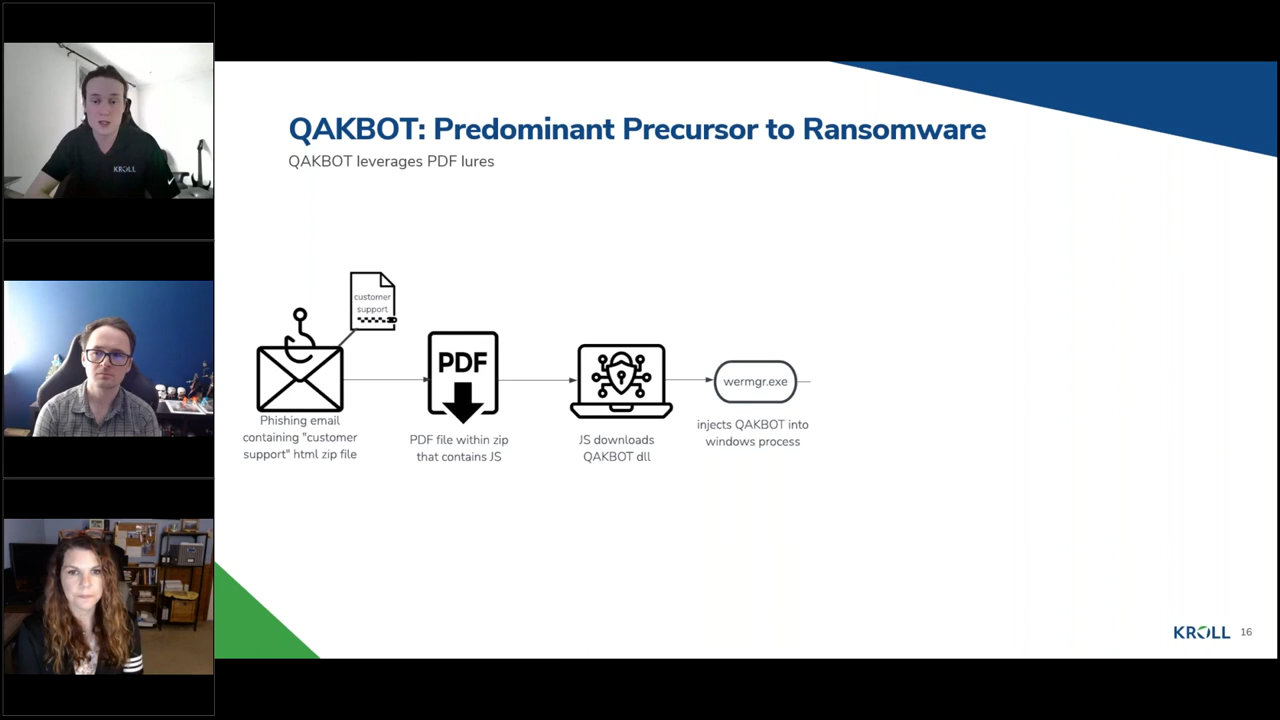 KROLL
QAKBOT: Predominant Precursor to Ransomware
QAKBOT leverages PDF lures
customer
support
PDF
wermgr.exe
Phishing email
containing "customer
support" html zip file
PDF file within zip
that contains JS
JS downloads
QAKBOT dll
injects QAKBOT into
windows process
KROLL 16